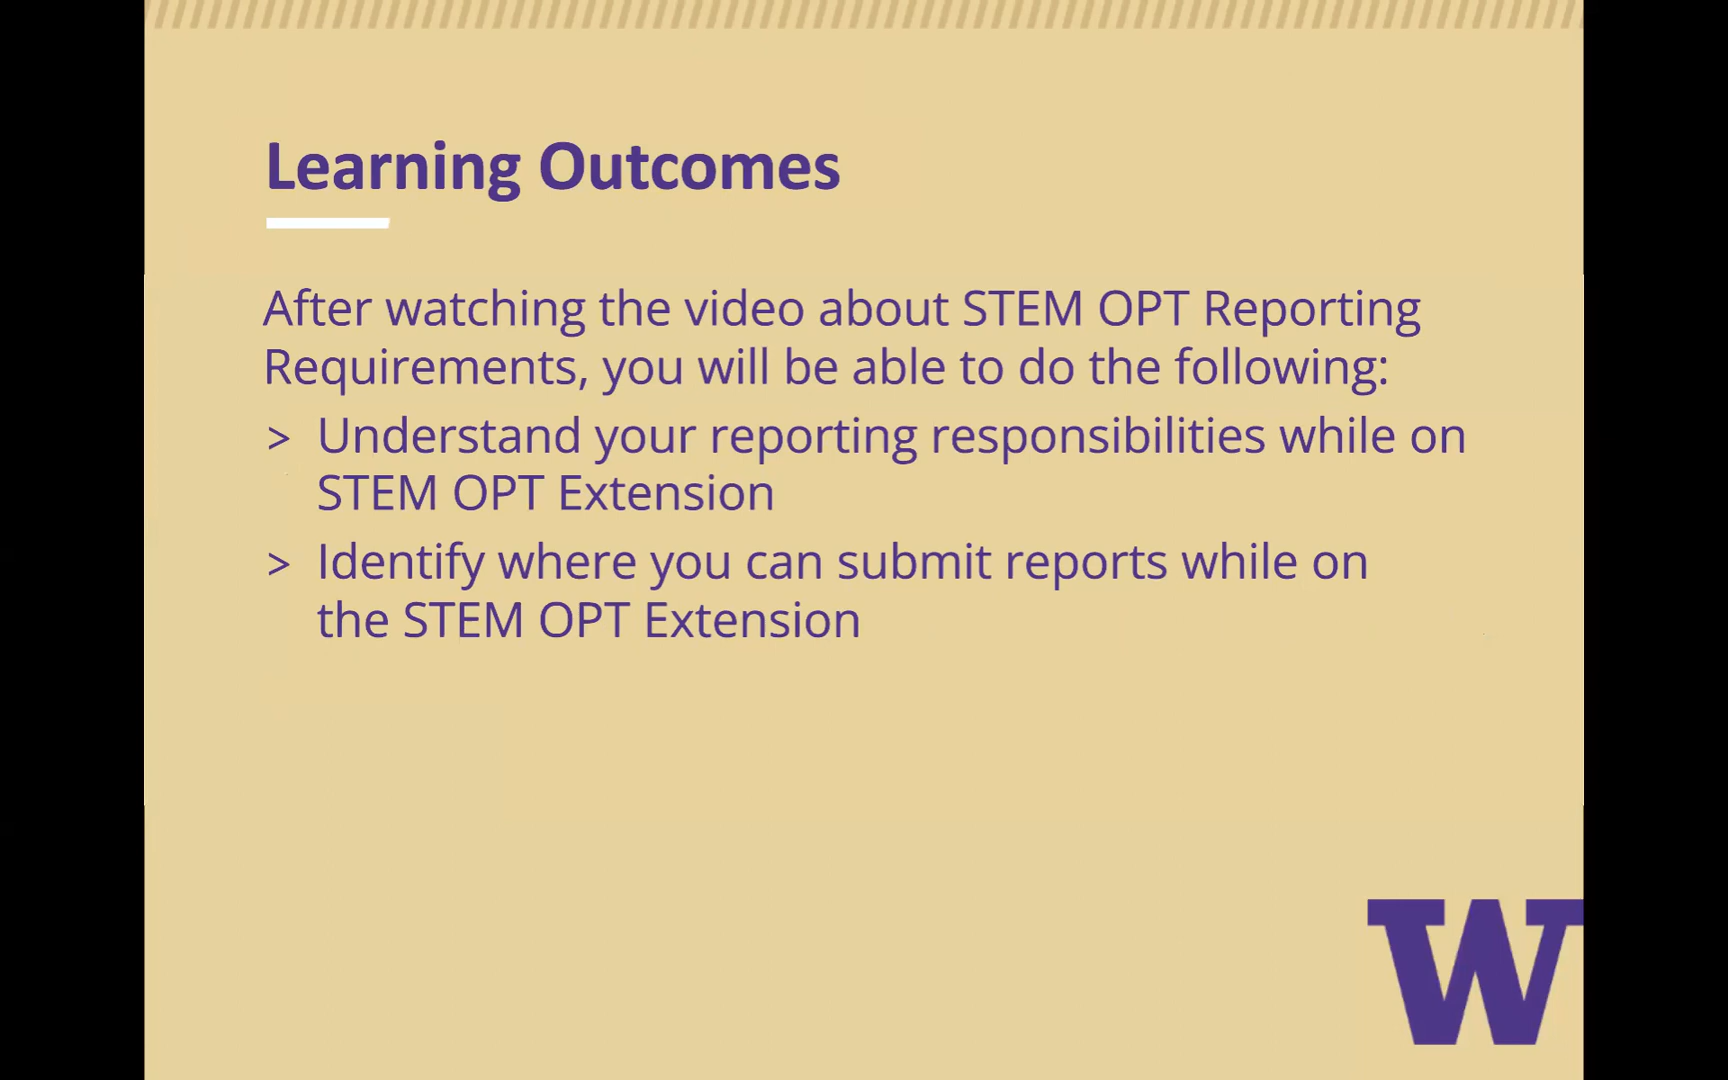 Learning Outcomes
After watching the video about STEM OPT Reporting
Requirements, you will be able to do the following:
> Understand your reporting responsibilities while on
STEM OPT Extension
> Identify where you can submit reports while on
the STEM OPT Extension
W